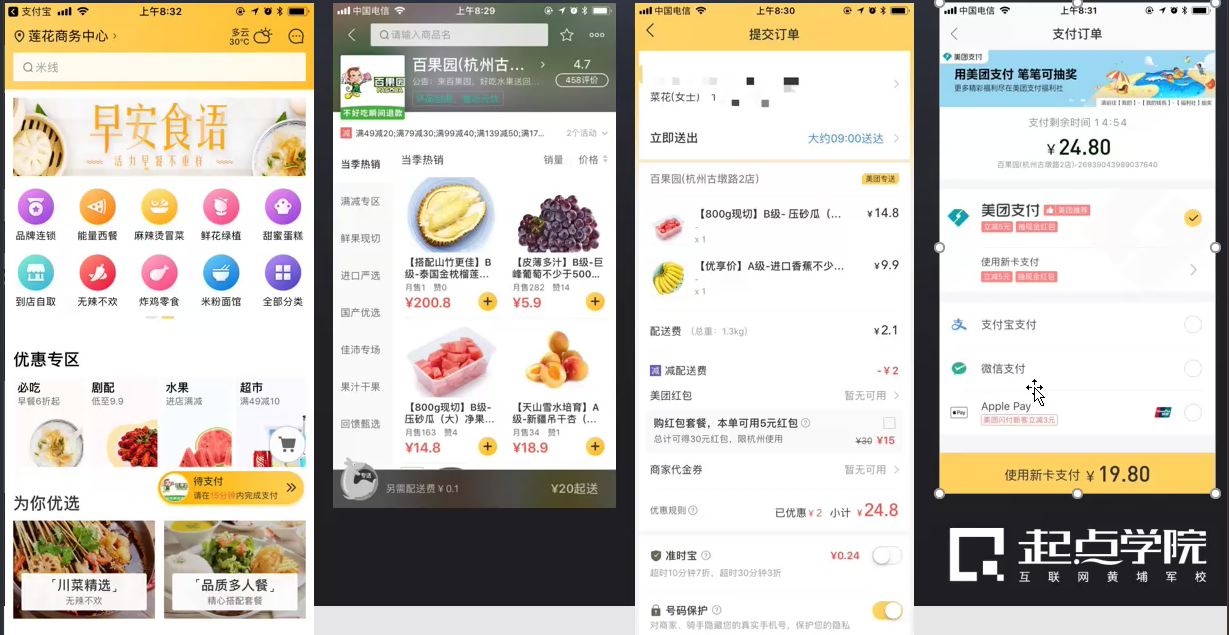 支付宝
上午8:32
莲花商务中心
多云
30°C
米线
早安食语
活力早餐不重样
品牌连锁
能量西餐
麻辣烫冒菜
鲜花绿植
甜蜜蛋糕
到店自取
无辣不欢
炸鸡零食
米粉面馆
全部分类
优惠专区
必吃
早餐6折起
剧配
低至9.9
水果
进店满减
超市
满49减10
待支付
请在15分钟内完成支付
为你优选
「川菜精选」
无辣不欢
「品质多人餐」
精心搭配套餐
中国电信
上午8:29
请输入商品名
百果园
不好吃瞬间退款
百果园(杭州古...
公告：来百果园，好吃水果送回...
4.7
458评价
减
满49减20;满79减30;满99减40;满139减50;满17...
2个活动
当季热销
满减专区
鲜果现切
进口严选
国产优选
佳沛专场
果汁干果
回馈甄选
当季热销
销量
价格
【搭配山竹更佳】B级-泰国金枕榴莲...
月售1 赞0
¥200.8
【皮薄多汁】B级-巨峰葡萄不少于500...
月售282 赞14
¥5.9
【800g现切】B级-压砂瓜（大）净果...
月售163 赞4
¥14.8
【天山雪水培育】A级-新疆吊干杏（...
月售34 赞1
¥18.9
专送
另需配送费¥0.1
¥20起送
中国电信
上午8:30
提交订单
菜花(女士) 1
立即送出
大约09:00送达
百果园(杭州古墩路2店)
美团专送
【800g现切】B级- 压砂瓜（...
¥14.8
-
x 1
【优享价】A级-进口香蕉不少...
¥9.9
-
x 1
配送费 （总重：1.3kg）
¥2.1
减
减配送费
-¥2
美团红包
暂无可用
购红包套餐，本单可用5元红包
总计可得30元红包，限杭州使用
¥30 ¥15
商家代金券
暂无可用
优惠规则
已优惠¥2 小计 ¥24.8
准时宝
¥0.24
超时10分钟7折，超时30分钟3折
号码保护
对商家、骑手隐藏您的真实手机号，保护您的隐私
中国电信
上午8:31
支付订单
美团支付
用美团支付 笔笔可抽奖
更多精彩福利尽在美团支付福利社
支付剩余时间 14:54
¥24.80
百果园(杭州古墩路2店)-26939043989037640
美团支付
美团推荐
立减5元
抽现金红包
使用新卡支付
立减5元
抽现金红包
支付宝支付
微信支付
Pay
Apple Pay
美团闪付新客立减3元
使用新卡支付 ¥19.80
起点学院
互联网黄埔军校